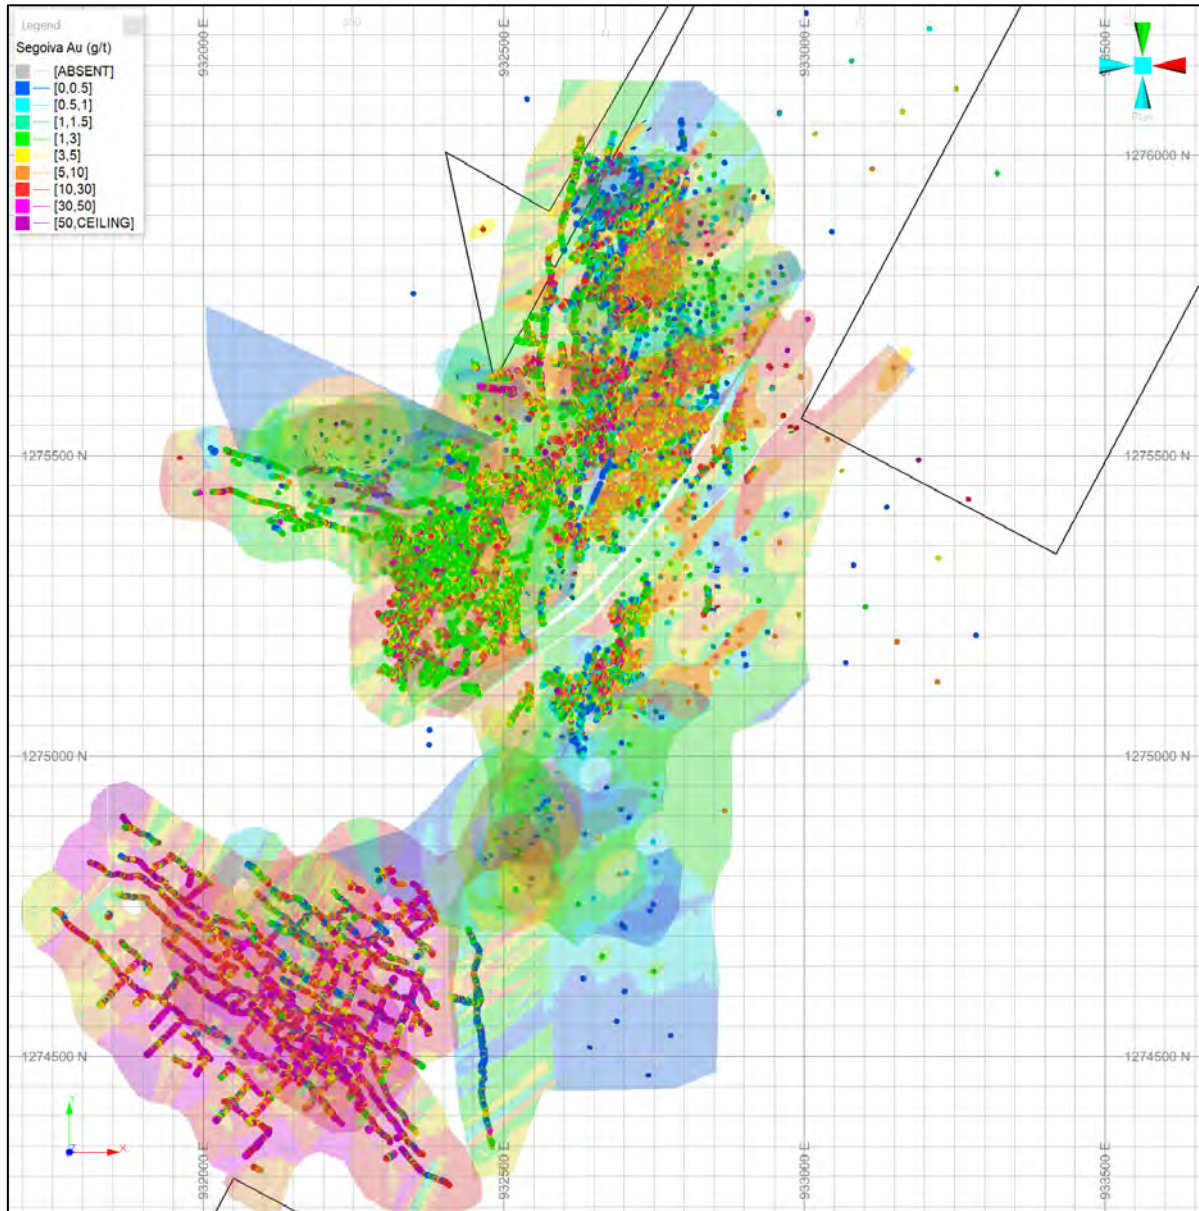 Legend
Segoiva Au (g/t)
[ABSENT]
[0,0.5]
[0.5,1]
[1,1.5]
[1,3]
[3,5]
[5,10]
[10,30]
[30,50]
[50,CEILING]
932000 E
932500 E
933000 E
933500 E
Plan
1276000 N
1276000 N
1275500 N
1275500 N
1275000 N
1275000 N
1274500 N
1274500 N
Y
Z
X
932000 E
932500 E
933000 E
933500 E